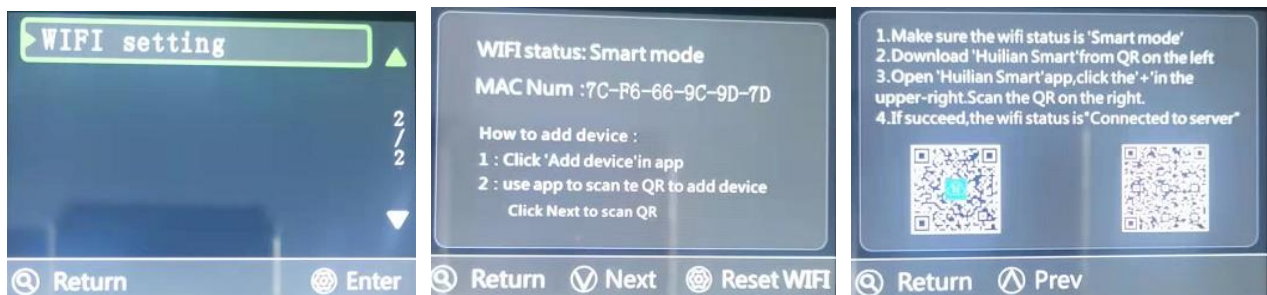 WIFI setting
2
/
2
Return
Enter
WIFI status: Smart mode
MAC Num :7C-F6-66-9C-9D-7D
How to add device :
1 : Click 'Add device'in app
2 : use app to scan te QR to add device
Click Next to scan QR
Return
Next
Reset WIFI
1.Make sure the wifi status is 'Smart mode'
2.Download 'Huilian Smart'from QR on the left
3.Open 'Huilian Smart'app,click the'+'in the
upper-right.Scan the QR on the right.
4.If succeed,the wifi status is"Connected to server"
Return
Prev